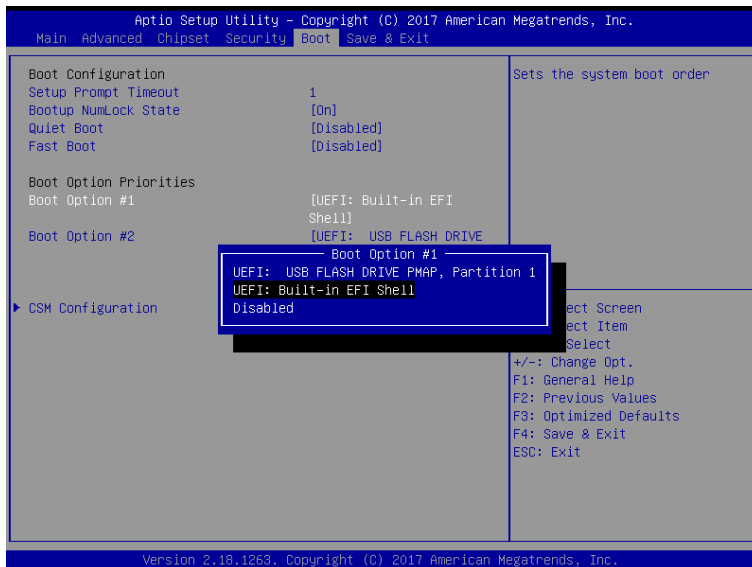 Aptio Setup Utility – Copyright (C) 2017 American Megatrends, Inc.
Main Advanced Chipset Security Boot Save & Exit
Boot Configuration
Setup Prompt Timeout 1
Bootup NumLock State [On]
Quiet Boot [Disabled]
Fast Boot [Disabled]
Boot Option Priorities
Boot Option #1 [UEFI: Built-in EFI
Shell]
Boot Option #2 [UEFI: USB FLASH DRIVE
Boot Option #1
UEFI: USB FLASH DRIVE PMAP, Partition 1
UEFI: Built-in EFI Shell
Disabled
CSM Configuration
Sets the system boot order
ect Screen
ect Item
Select
+/-: Change Opt.
F1: General Help
F2: Previous Values
F3: Optimized Defaults
F4: Save & Exit
ESC: Exit
Version 2.18.1263. Copyright (C) 2017 American Megatrends, Inc.